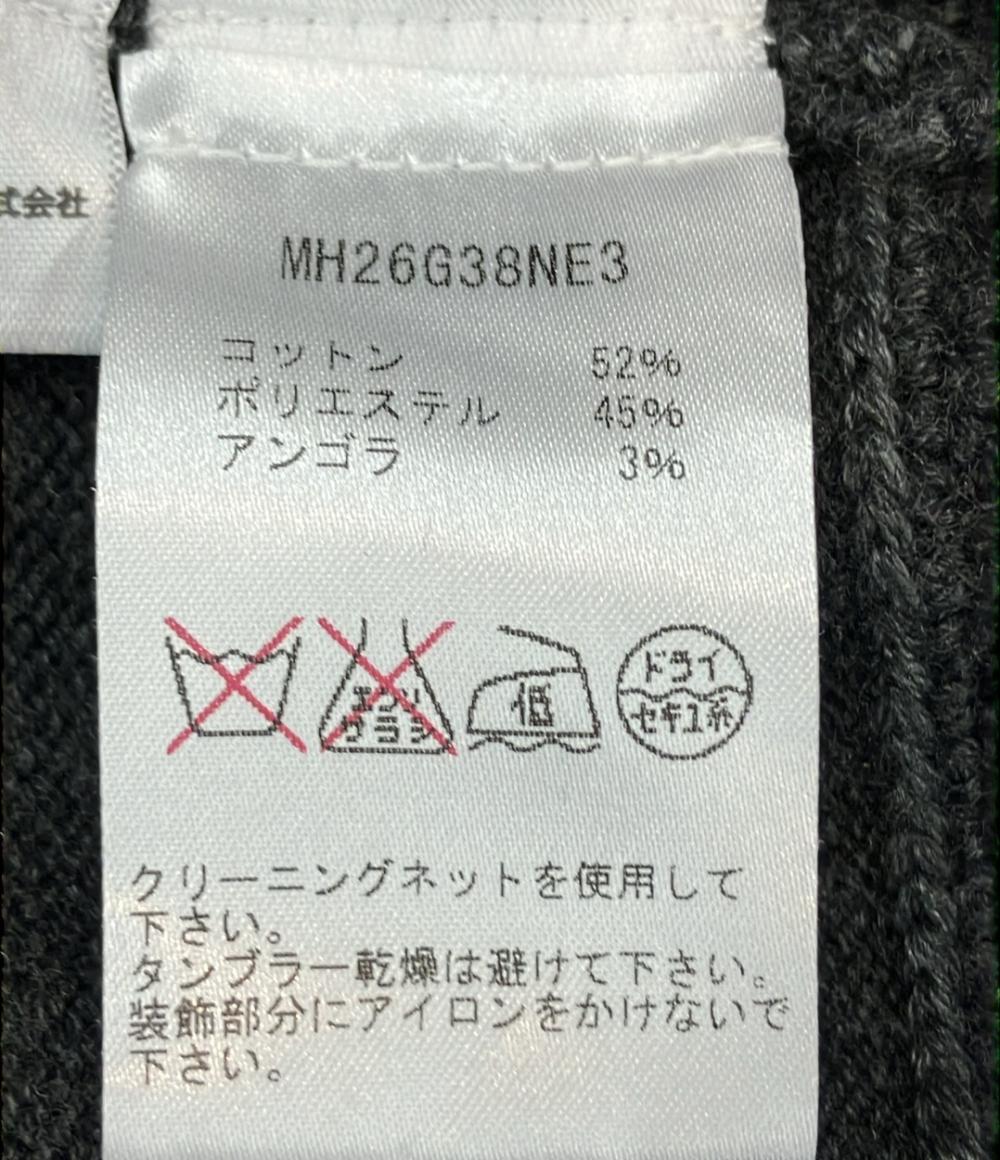 式会社
MH26G38NE3
コットン 52%
ポリエステル 45%
アンゴラ 3%
エンソ
サラシ
低
ドライ
セキユ系
クリーニングネットを使用して
下さい。
タンブラー乾燥は避けて下さい。
装飾部分にアイロンをかけないで
下さい。